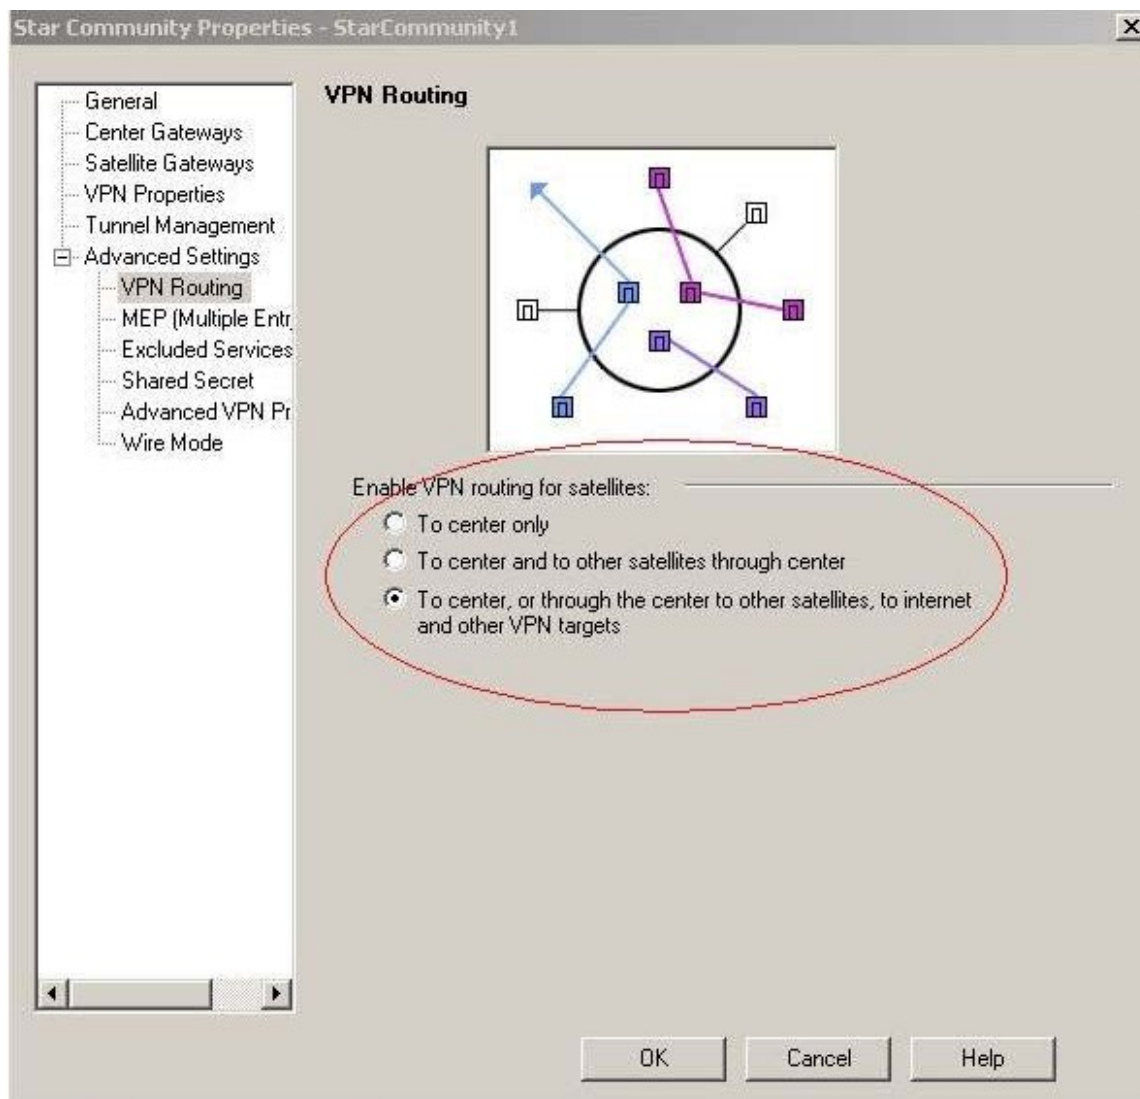 Star Community Properties - StarCommunity1
General
Center Gateways
Satellite Gateways
VPN Properties
Tunnel Management
Advanced Settings
VPN Routing
MEP (Multiple Entr
Excluded Services
Shared Secret
Advanced VPN Pr
Wire Mode
VPN Routing
Enable VPN routing for satellites:
To center only
To center and to other satellites through center
To center, or through the center to other satellites, to internet
and other VPN targets
OK
Cancel
Help